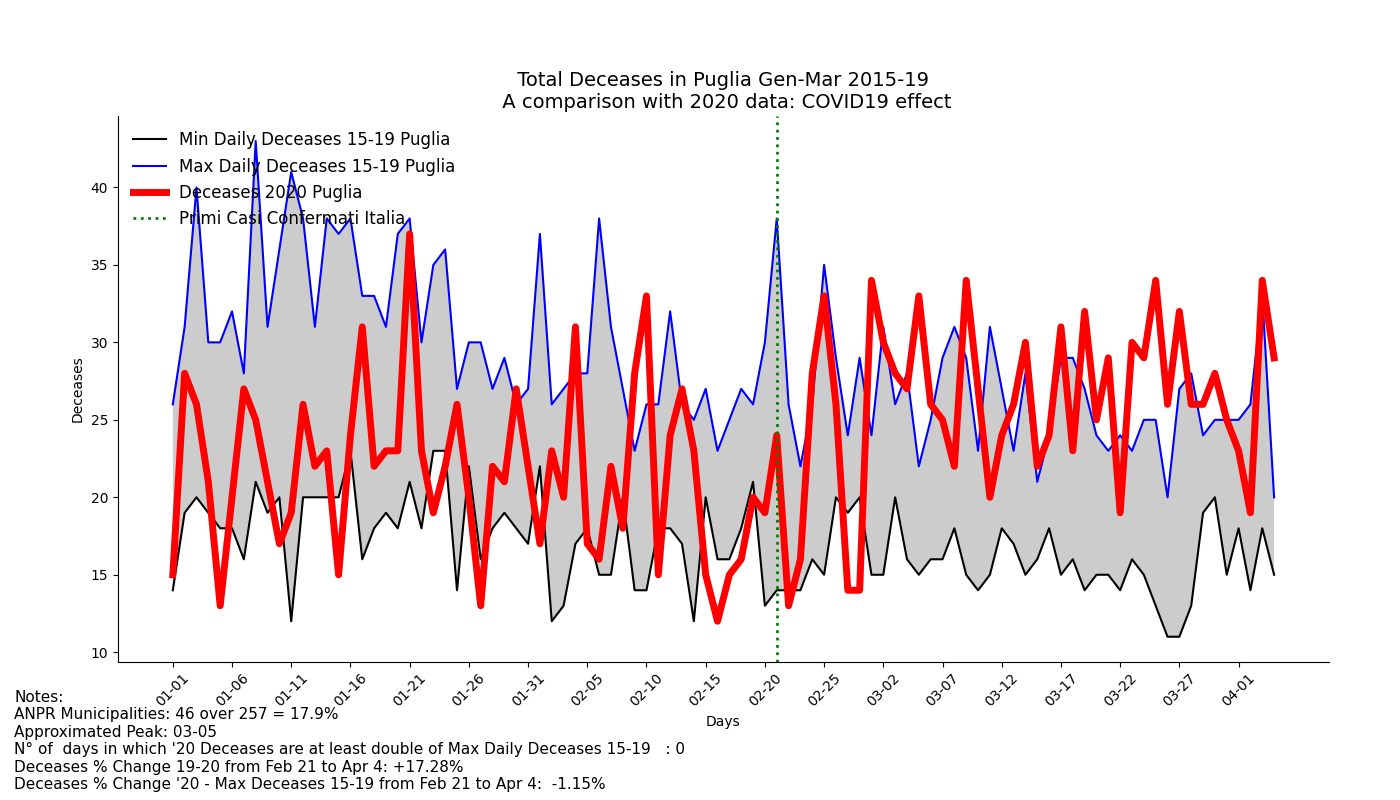 Total Deceases in Puglia Gen-Mar 2015-19
A comparison with 2020 data: COVID19 effect
Min Daily Deceases 15-19 Puglia
Max Daily Deceases 15-19 Puglia
Deceases 2020 Puglia
Primi Casi Confermati Italia
Deceases
40
35
30
25
20
15
10
01-01
01-06
01-11
01-16
01-21
01-26
01-31
02-05
02-10
02-15
02-20
02-25
03-02
03-07
03-12
03-17
03-22
03-27
04-01
Days
Notes:
ANPR Municipalities: 46 over 257 = 17.9%
Approximated Peak: 03-05
N° of  days in which '20 Deceases are at least double of Max Daily Deceases 15-19   : 0
Deceases % Change 19-20 from Feb 21 to Apr 4: +17.28%
Deceases % Change '20 - Max Deceases 15-19 from Feb 21 to Apr 4:  -1.15%